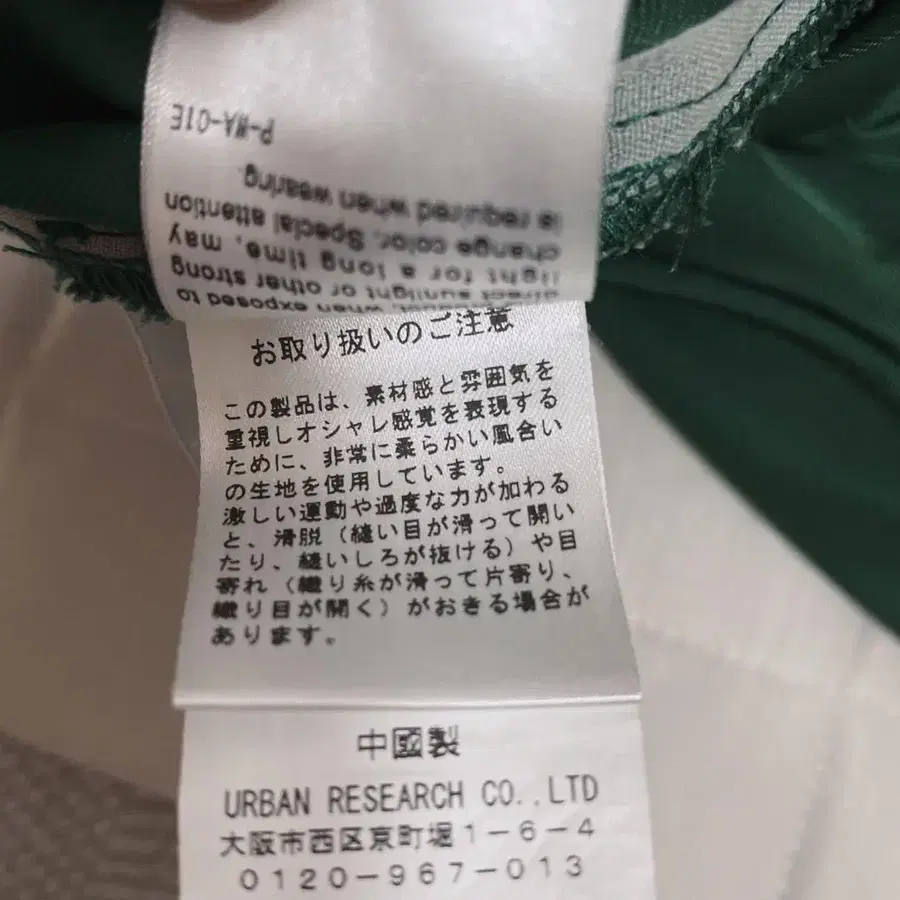 when exposed to
direct sunlight or other strong
light for a long time, may
change color. Special attention
is required when wearing.
P-WA-01E
お取り扱いのご注意
この製品は、素材感と雰囲気を
重視しオシャレ感覚を表現する
ために、非常に柔らかい風合い
の生地を使用しています。
激しい運動や過度な力が加わる
と、滑脱（縫い目が滑って開い
たり、縫いしろが抜ける）や目
寄れ（織り糸が滑って片寄り、
織り目が開く）がおきる場合が
あります。
中國製
URBAN RESEARCH CO.,LTD
大阪市西区京町堀1-6-4
0120-967-013